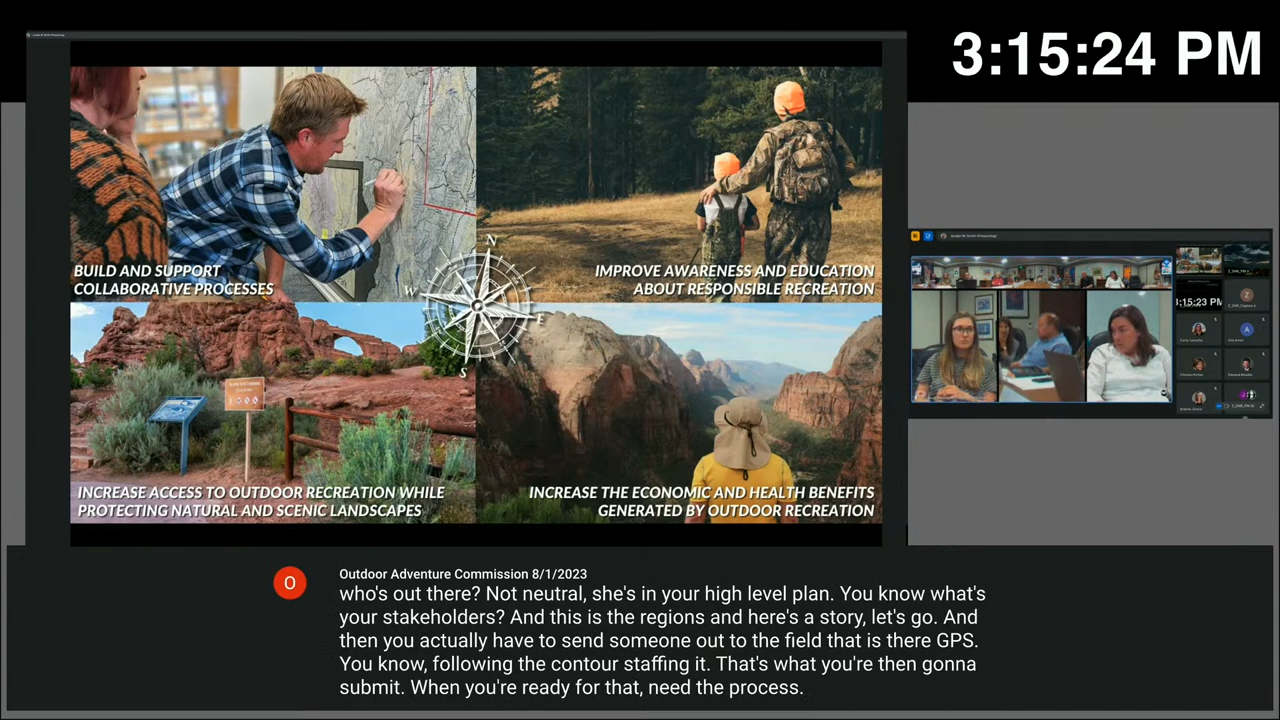 3:15:24 PM
BUILD AND SUPPORT
COLLABORATIVE PROCESSES
IMPROVE AWARENESS AND EDUCATION
ABOUT RESPONSIBLE RECREATION
N
W
E
S
INCREASE ACCESS TO OUTDOOR RECREATION WHILE
PROTECTING NATURAL AND SCENIC LANDSCAPES
INCREASE THE ECONOMIC AND HEALTH BENEFITS
GENERATED BY OUTDOOR RECREATION
:15:23 PM
Z
A
O
Outdoor Adventure Commission 8/1/2023
who's out there? Not neutral, she's in your high level plan. You know what's
your stakeholders? And this is the regions and here's a story, let's go. And
then you actually have to send someone out to the field that is there GPS.
You know, following the contour staffing it. That's what you're then gonna
submit. When you're ready for that, need the process.